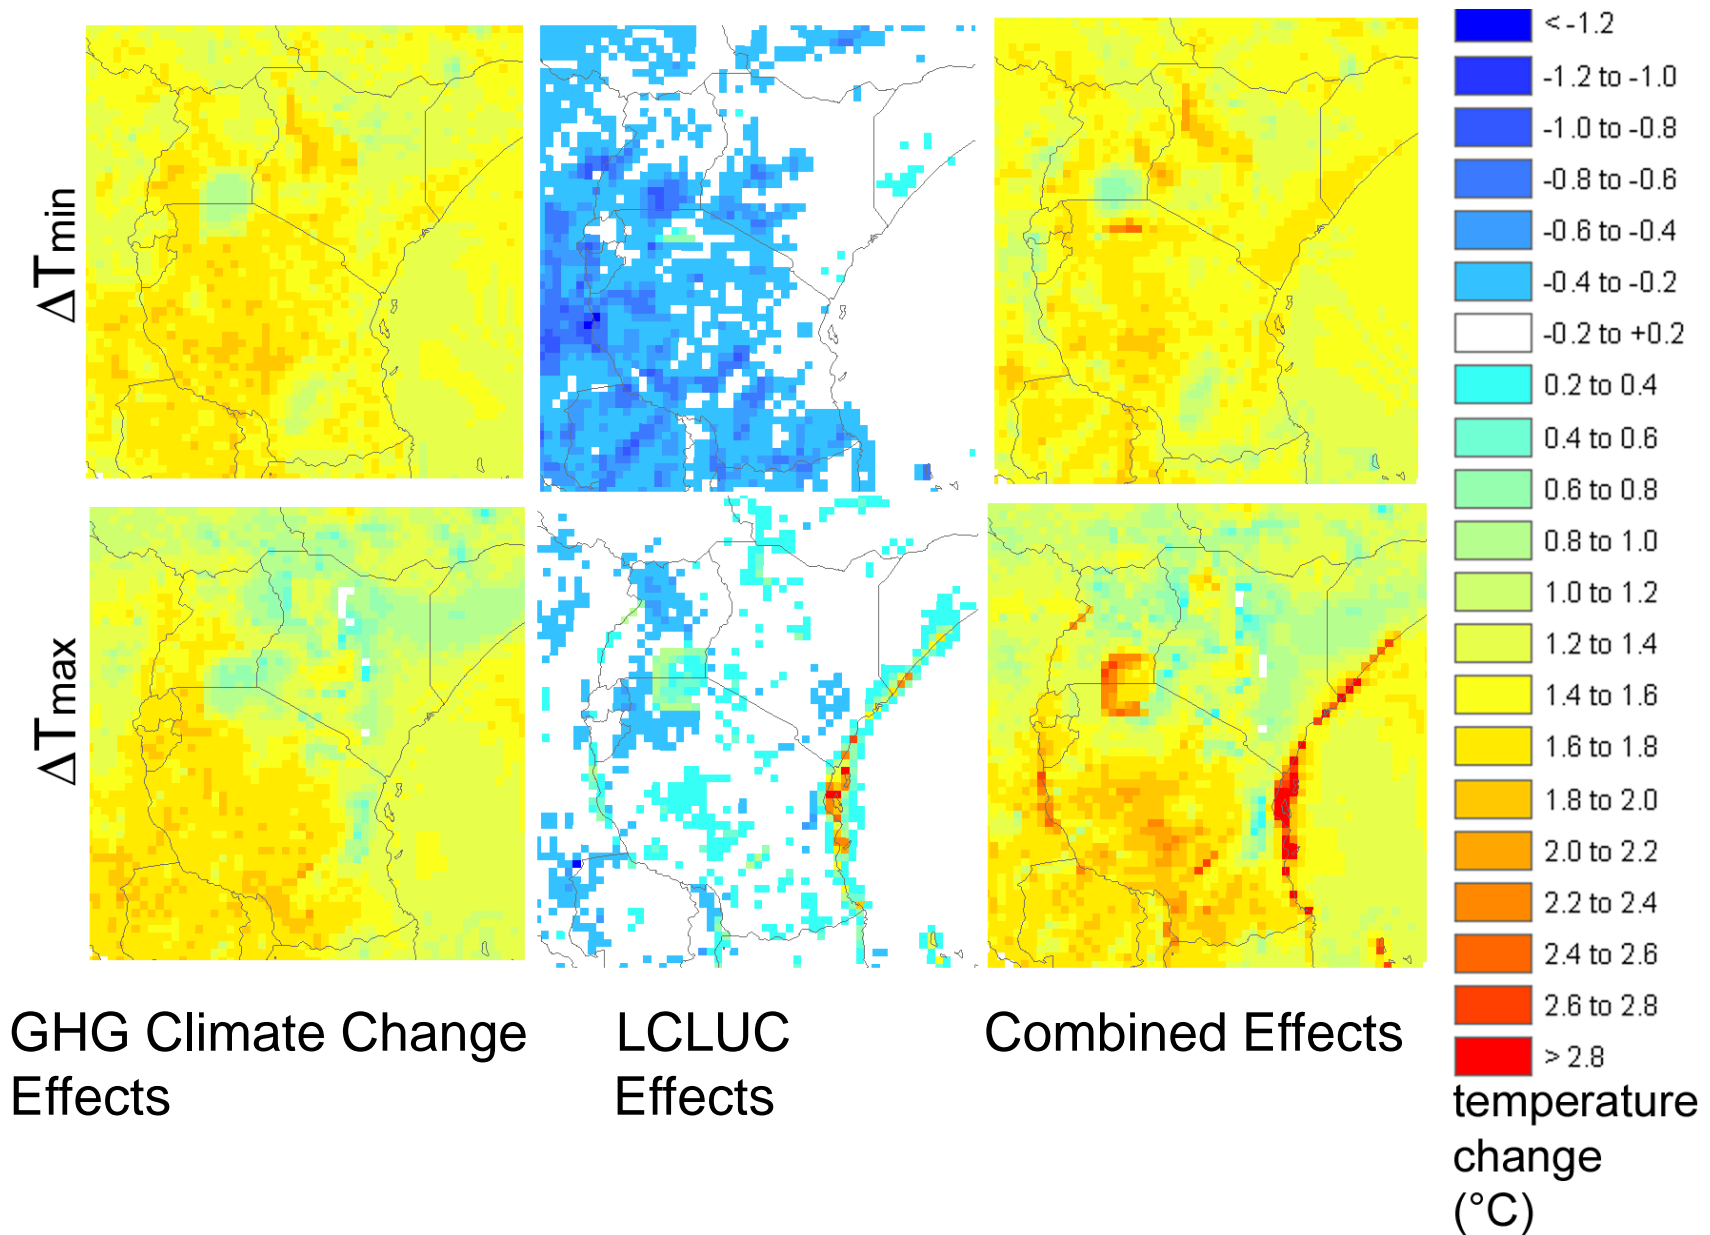 ΔTmin
ΔTmax
GHG Climate Change
Effects
LCLUC
Effects
Combined Effects
< -1.2
-1.2 to -1.0
-1.0 to -0.8
-0.8 to -0.6
-0.6 to -0.4
-0.4 to -0.2
-0.2 to +0.2
0.2 to 0.4
0.4 to 0.6
0.6 to 0.8
0.8 to 1.0
1.0 to 1.2
1.2 to 1.4
1.4 to 1.6
1.6 to 1.8
1.8 to 2.0
2.0 to 2.2
2.2 to 2.4
2.4 to 2.6
2.6 to 2.8
> 2.8
temperature
change
(°C)